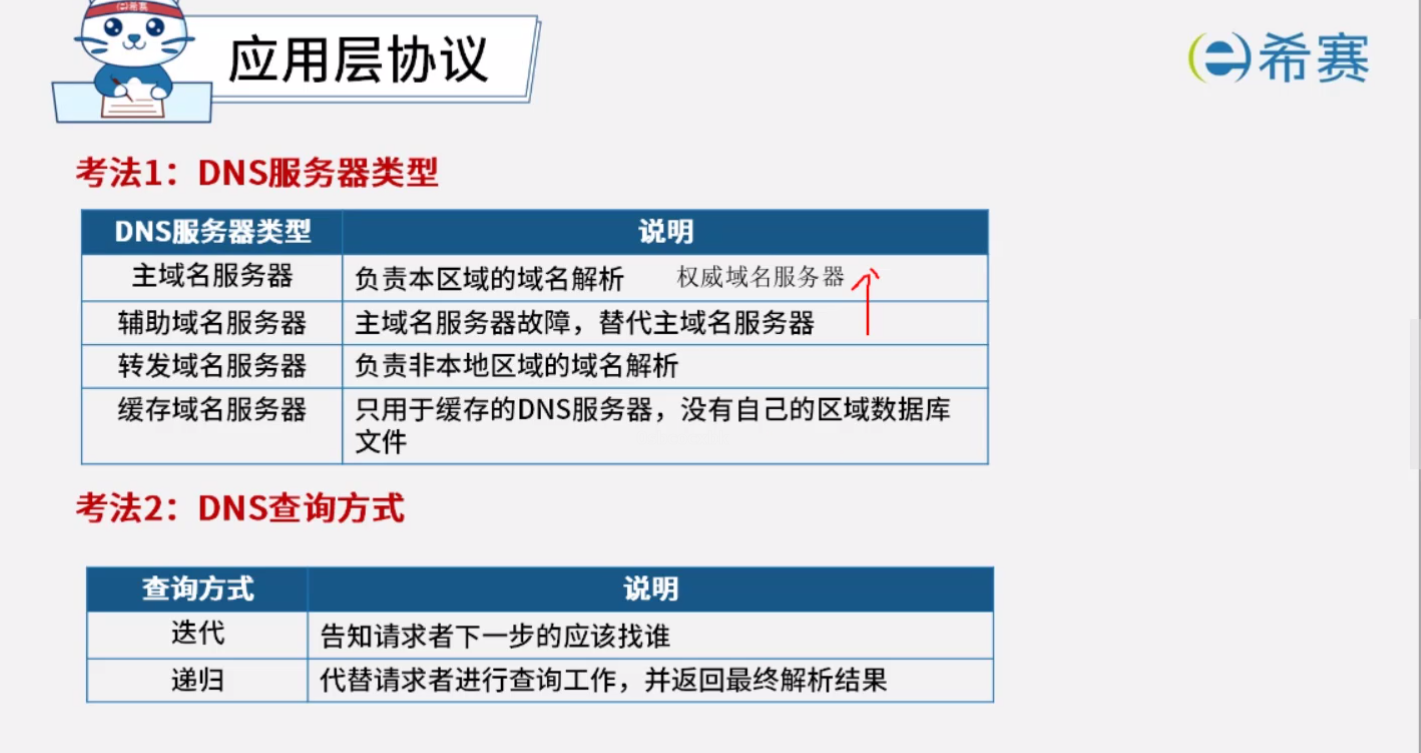 希赛
应用层协议
希赛
考法1：DNS服务器类型
DNS服务器类型 说明
主域名服务器 负责本区域的域名解析 权威域名服务器
辅助域名服务器 主域名服务器故障，替代主域名服务器
转发域名服务器 负责非本地区域的域名解析
缓存域名服务器 只用于缓存的DNS服务器，没有自己的区域数据库
文件
考法2：DNS查询方式
查询方式 说明
迭代 告知请求者下一步的应该找谁
递归 代替请求者进行查询工作，并返回最终解析结果